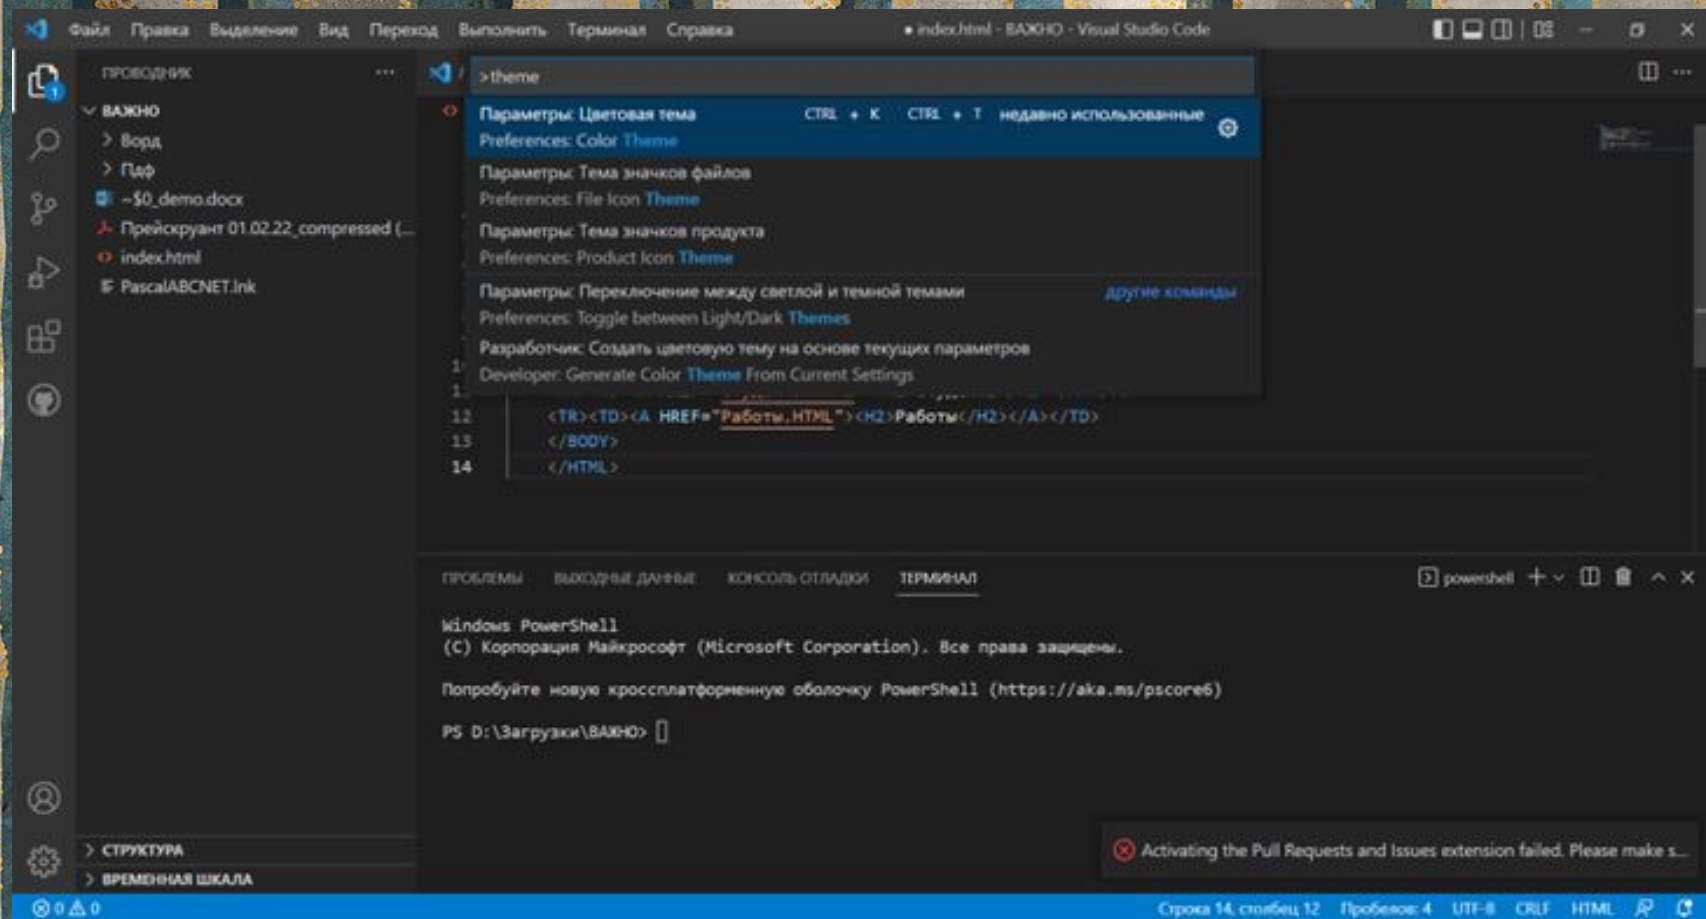 Файл Правка Выделение Вид Переход Выполнить Терминал Справка
● index.html - ВАЖНО - Visual Studio Code
ПРОВОДНИК
ВАЖНО
Ворд
Пдф
~$0_demo.docx
Прейскруант 01.02.22_compressed (...
index.html
PascalABCNET.lnk
СТРУКТУРА
ВРЕМЕННАЯ ШКАЛА
>theme
Параметры: Цветовая тема CTRL + K CTRL + T недавно использованные
Preferences: Color Theme
Параметры: Тема значков файлов
Preferences: File Icon Theme
Параметры: Тема значков продукта
Preferences: Product Icon Theme
Параметры: Переключение между светлой и темной темами другие команды
Preferences: Toggle between Light/Dark Themes
Разработчик: Создать цветовую тему на основе текущих параметров
Developer: Generate Color Theme From Current Settings
12 <TR><TD><A HREF="Работы.HTML"><H2>Работы</H2></A></TD>
13 </BODY>
14 </HTML>
ПРОБЛЕМЫ ВЫХОДНЫЕ ДАННЫЕ КОНСОЛЬ ОТЛАДКИ ТЕРМИНАЛ
powershell
Windows PowerShell
(C) Корпорация Майкрософт (Microsoft Corporation). Все права защищены.
Попробуйте новую кроссплатформенную оболочку PowerShell (https://aka.ms/pscore6)
PS D:\Загрузки\ВАЖНО>
Activating the Pull Requests and Issues extension failed. Please make s...
0 0
Строка 14, столбец 12 Пробелов: 4 UTF-8 CRLF HTML